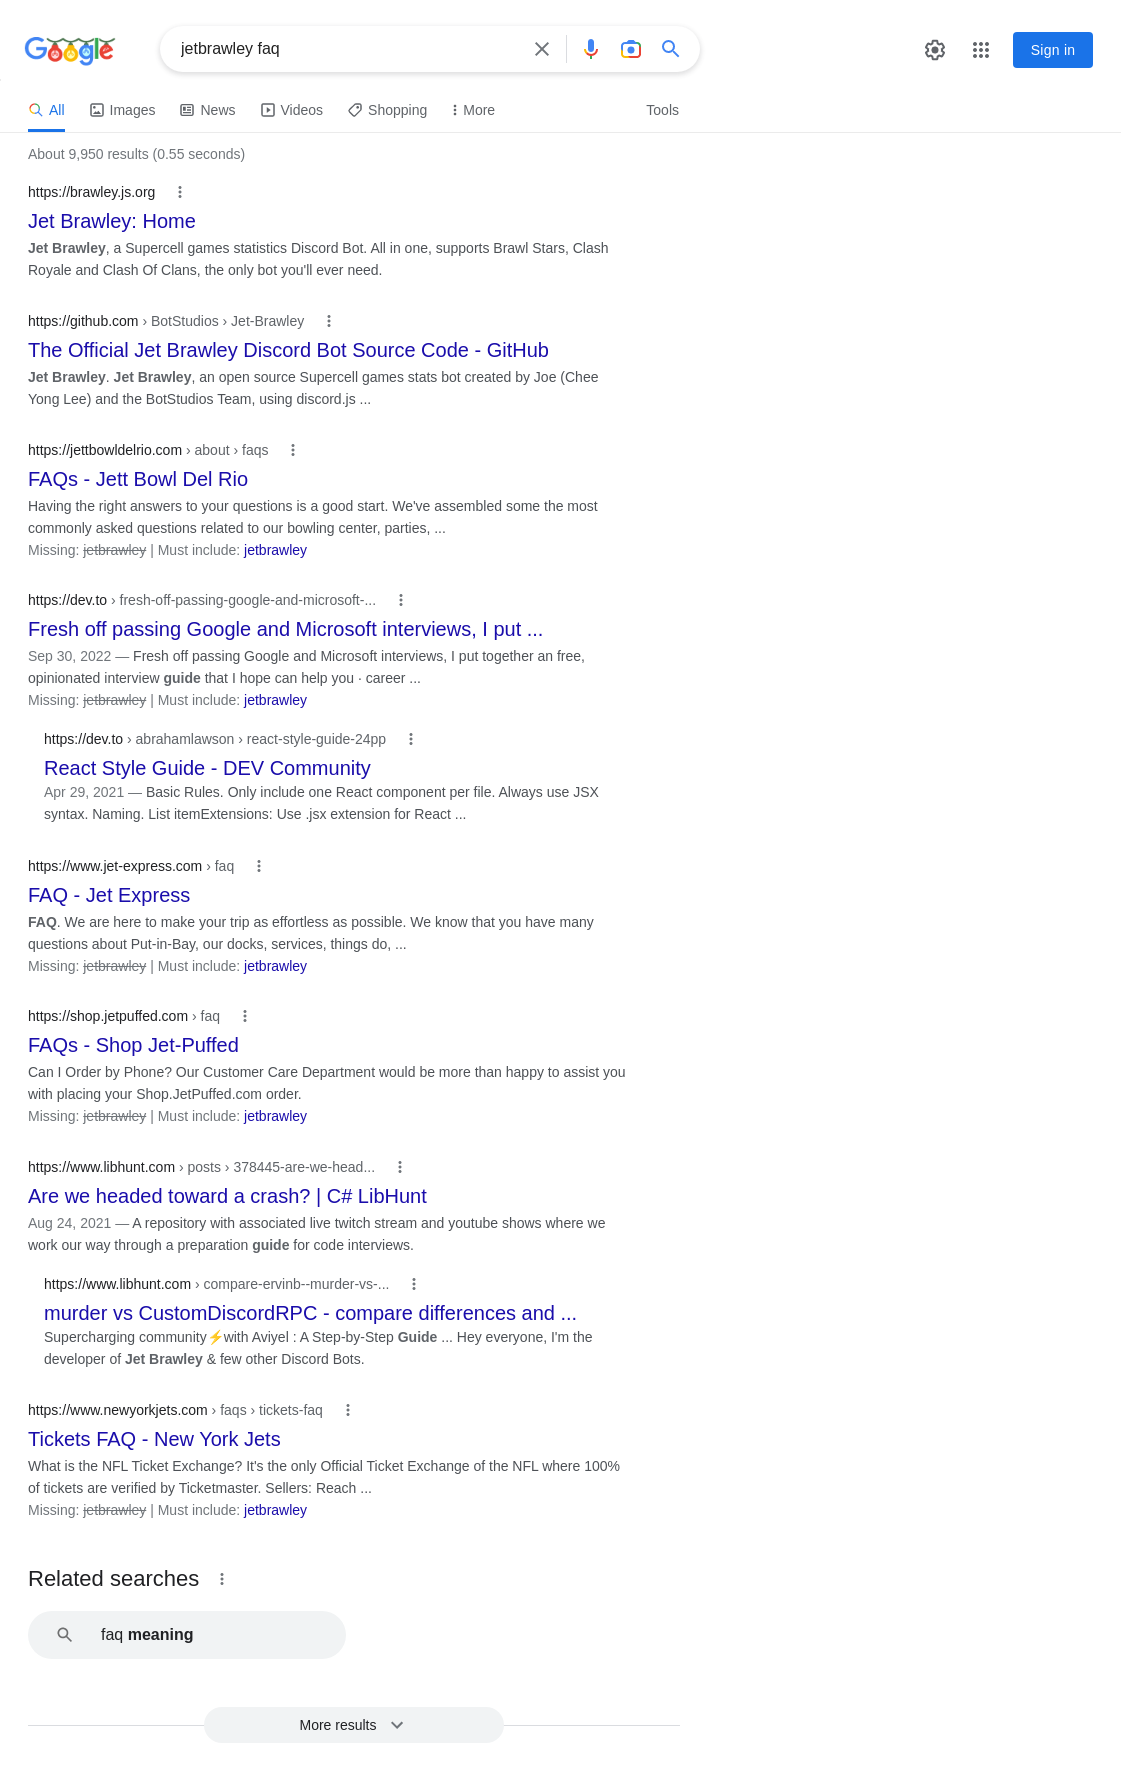 Google
jetbrawley faq
Sign in
All Images News Videos Shopping More Tools
About 9,950 results (0.55 seconds)
https://brawley.js.org
Jet Brawley: Home
Jet Brawley, a Supercell games statistics Discord Bot. All in one, supports Brawl Stars, Clash
Royale and Clash Of Clans, the only bot you'll ever need.
https://github.com › BotStudios › Jet-Brawley
The Official Jet Brawley Discord Bot Source Code - GitHub
Jet Brawley. Jet Brawley, an open source Supercell games stats bot created by Joe (Chee
Yong Lee) and the BotStudios Team, using discord.js ...
https://jettbowldelrio.com › about › faqs
FAQs - Jett Bowl Del Rio
Having the right answers to your questions is a good start. We've assembled some the most
commonly asked questions related to our bowling center, parties, ...
Missing: jetbrawley | Must include: jetbrawley
https://dev.to › fresh-off-passing-google-and-microsoft-...
Fresh off passing Google and Microsoft interviews, I put ...
Sep 30, 2022 — Fresh off passing Google and Microsoft interviews, I put together an free,
opinionated interview guide that I hope can help you · career ...
Missing: jetbrawley | Must include: jetbrawley
https://dev.to › abrahamlawson › react-style-guide-24pp
React Style Guide - DEV Community
Apr 29, 2021 — Basic Rules. Only include one React component per file. Always use JSX
syntax. Naming. List itemExtensions: Use .jsx extension for React ...
https://www.jet-express.com › faq
FAQ - Jet Express
FAQ. We are here to make your trip as effortless as possible. We know that you have many
questions about Put-in-Bay, our docks, services, things do, ...
Missing: jetbrawley | Must include: jetbrawley
https://shop.jetpuffed.com › faq
FAQs - Shop Jet-Puffed
Can I Order by Phone? Our Customer Care Department would be more than happy to assist you
with placing your Shop.JetPuffed.com order.
Missing: jetbrawley | Must include: jetbrawley
https://www.libhunt.com › posts › 378445-are-we-head...
Are we headed toward a crash? | C# LibHunt
Aug 24, 2021 — A repository with associated live twitch stream and youtube shows where we
work our way through a preparation guide for code interviews.
https://www.libhunt.com › compare-ervinb--murder-vs-...
murder vs CustomDiscordRPC - compare differences and ...
Supercharging community⚡with Aviyel : A Step-by-Step Guide ... Hey everyone, I'm the
developer of Jet Brawley & few other Discord Bots.
https://www.newyorkjets.com › faqs › tickets-faq
Tickets FAQ - New York Jets
What is the NFL Ticket Exchange? It's the only Official Ticket Exchange of the NFL where 100%
of tickets are verified by Ticketmaster. Sellers: Reach ...
Missing: jetbrawley | Must include: jetbrawley
Related searches
faq meaning
More results